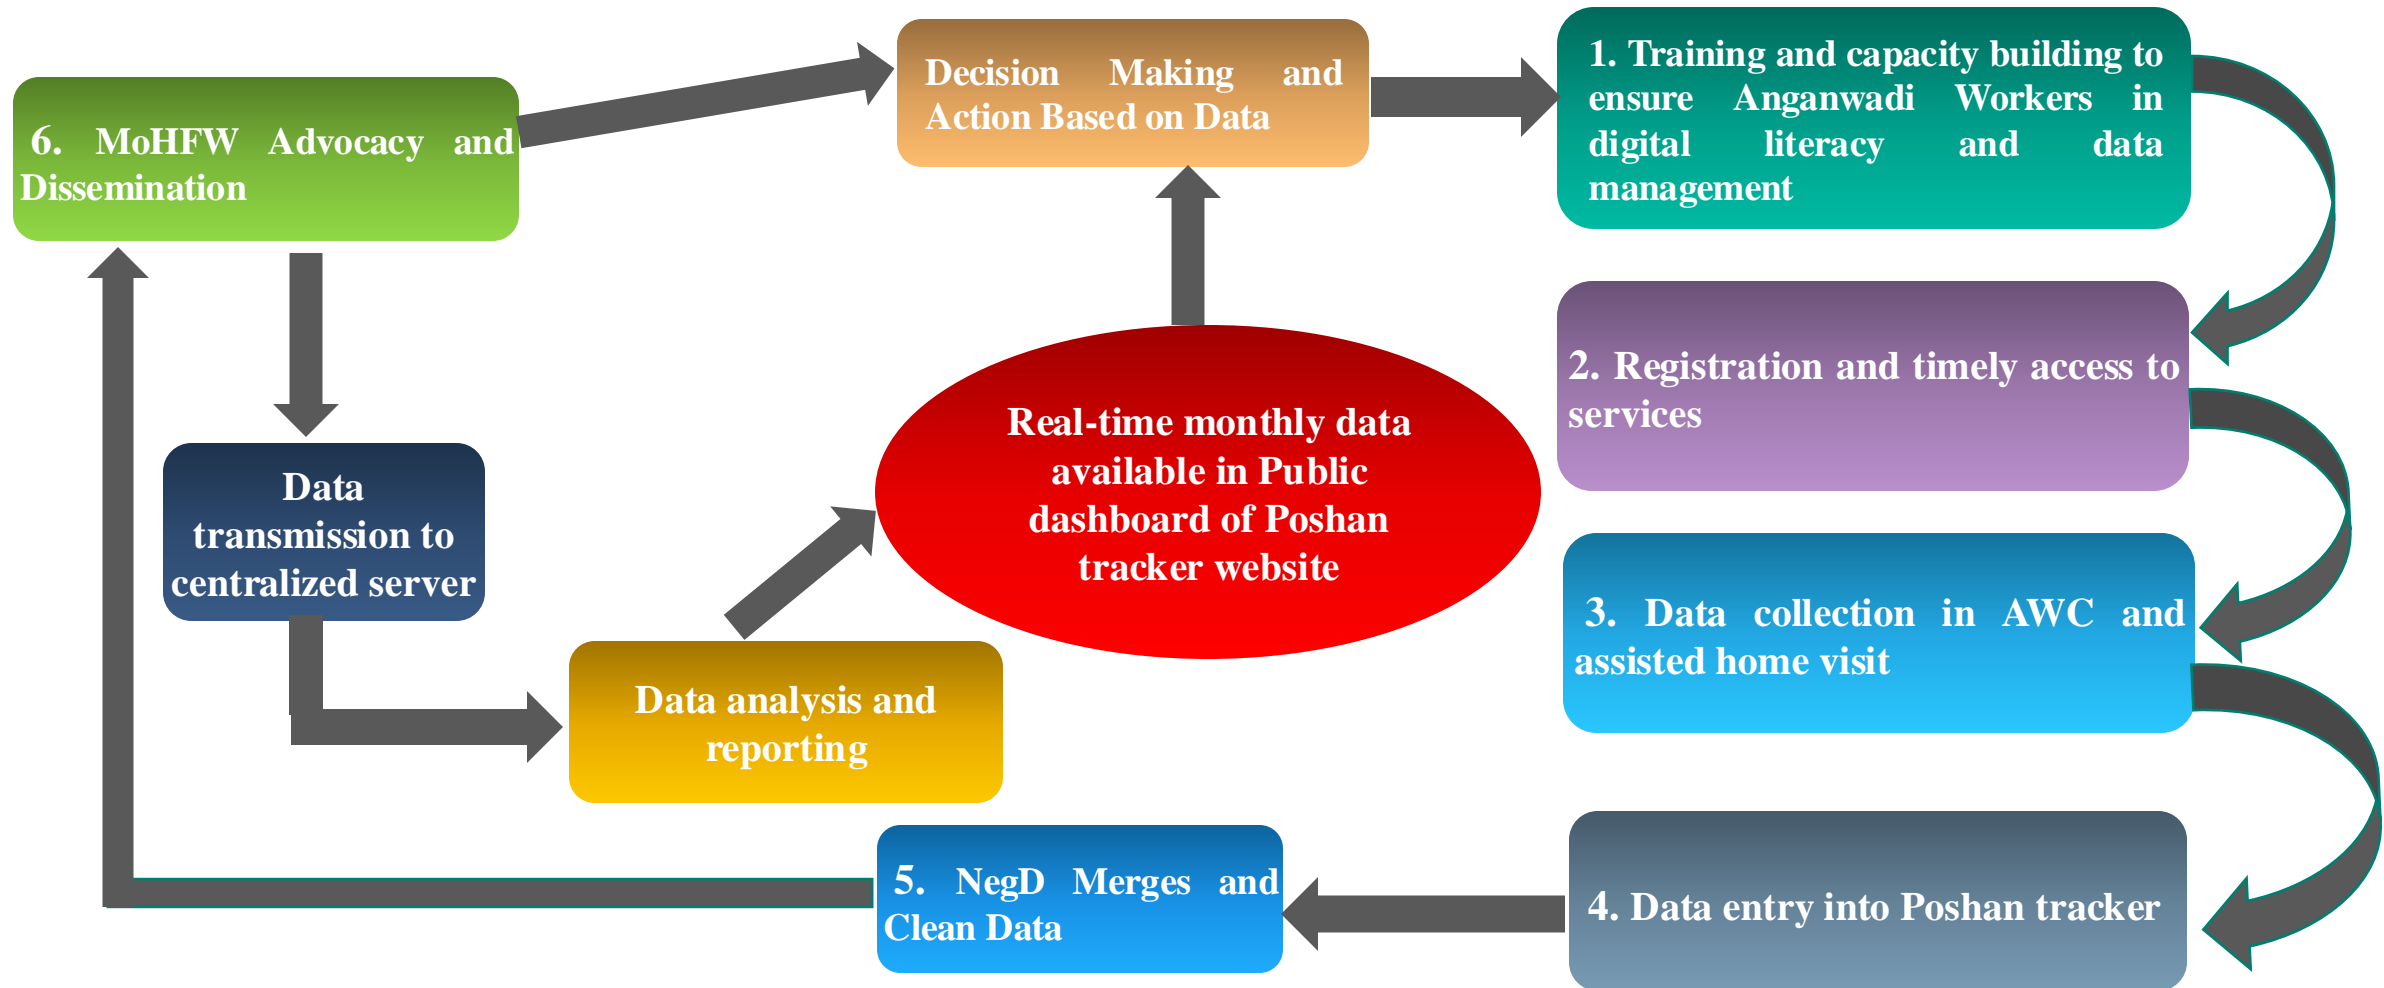 Decision Making and
Action Based on Data
1. Training and capacity building to
ensure Anganwadi Workers in
digital literacy and data
management
6. MoHFW Advocacy and
Dissemination
2. Registration and timely access to
services
Real-time monthly data
available in Public
dashboard of Poshan
tracker website
Data
transmission to
centralized server
3. Data collection in AWC and
assisted home visit
Data analysis and
reporting
5. NegD Merges and
Clean Data
4. Data entry into Poshan tracker